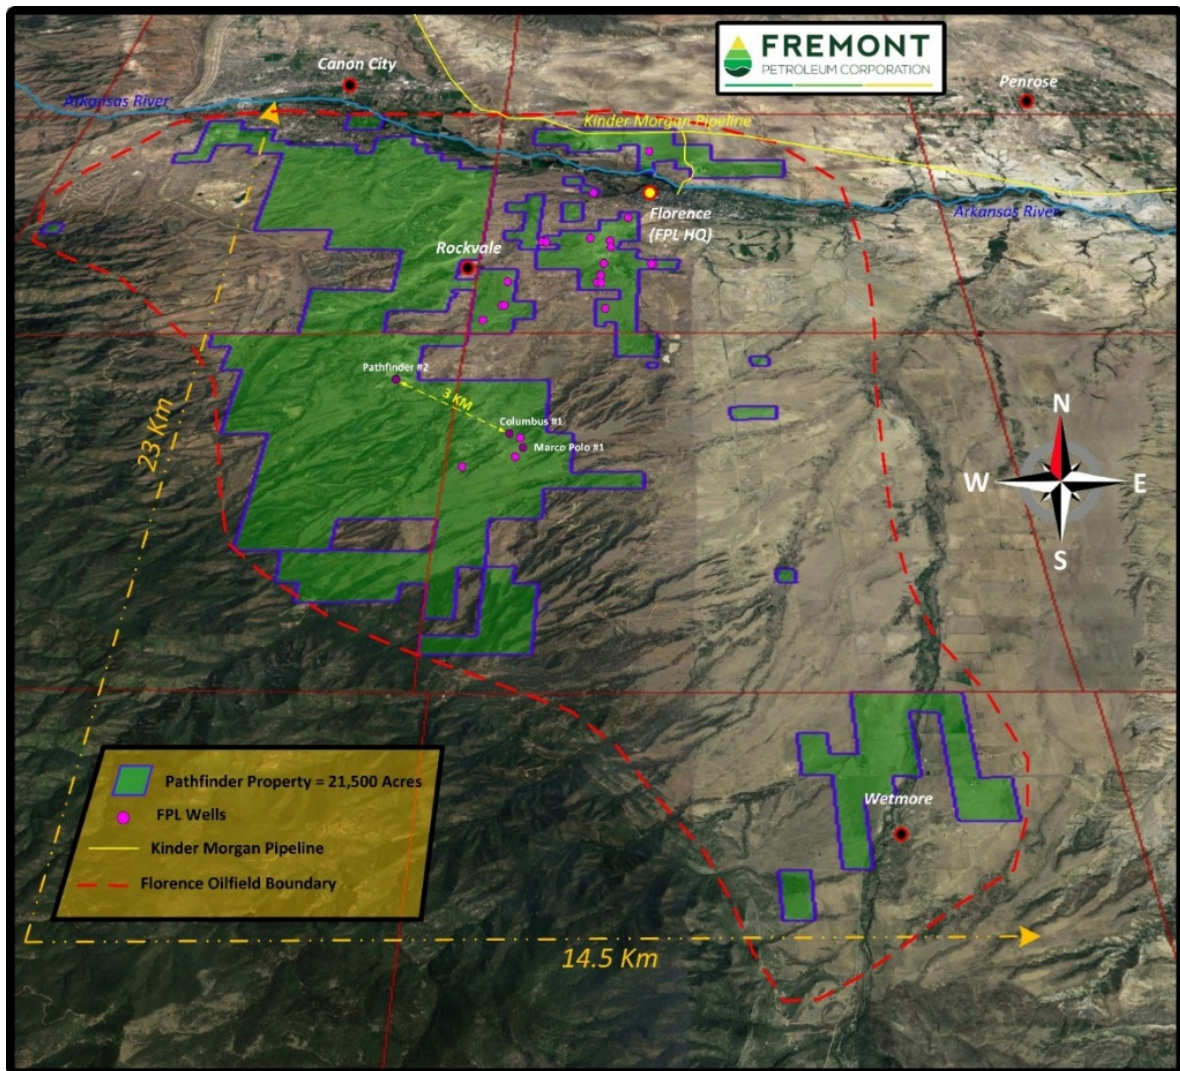 FREMONT
PETROLEUM CORPORATION
Canon City
Penrose
Arkansas River
Kinder Morgan Pipeline
Arkansas River
Florence
(FPL HQ)
Rockvale
Pathfinder #2
3 KM
Columbus #1
Marco Polo #1
23 Km
N
W
E
S
Pathfinder Property = 21,500 Acres
FPL Wells
Kinder Morgan Pipeline
Florence Oilfield Boundary
Wetmore
14.5 Km